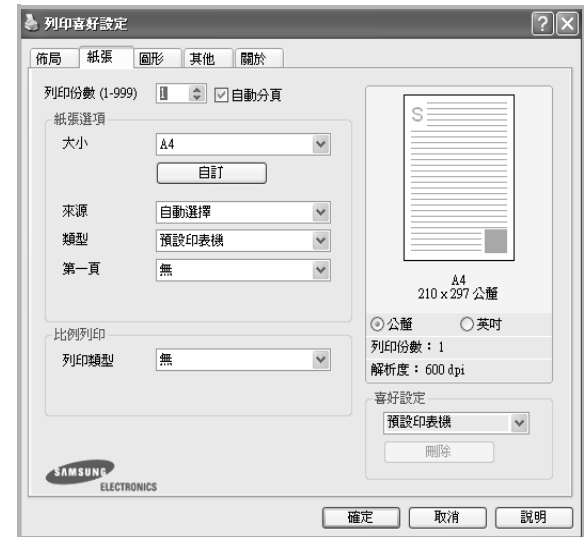 列印喜好設定
佈局 紙張 圖形 其他 關於
列印份數 (1-999) 1 自動分頁
紙張選項
大小 A4
自訂
來源 自動選擇
類型 預設印表機
第一頁 無
比例列印
列印類型 無
SAMSUNG
ELECTRONICS
S
A4
210 x 297 公釐
公釐 英吋
列印份數：1
解析度：600 dpi
喜好設定
預設印表機
刪除
確定 取消 說明